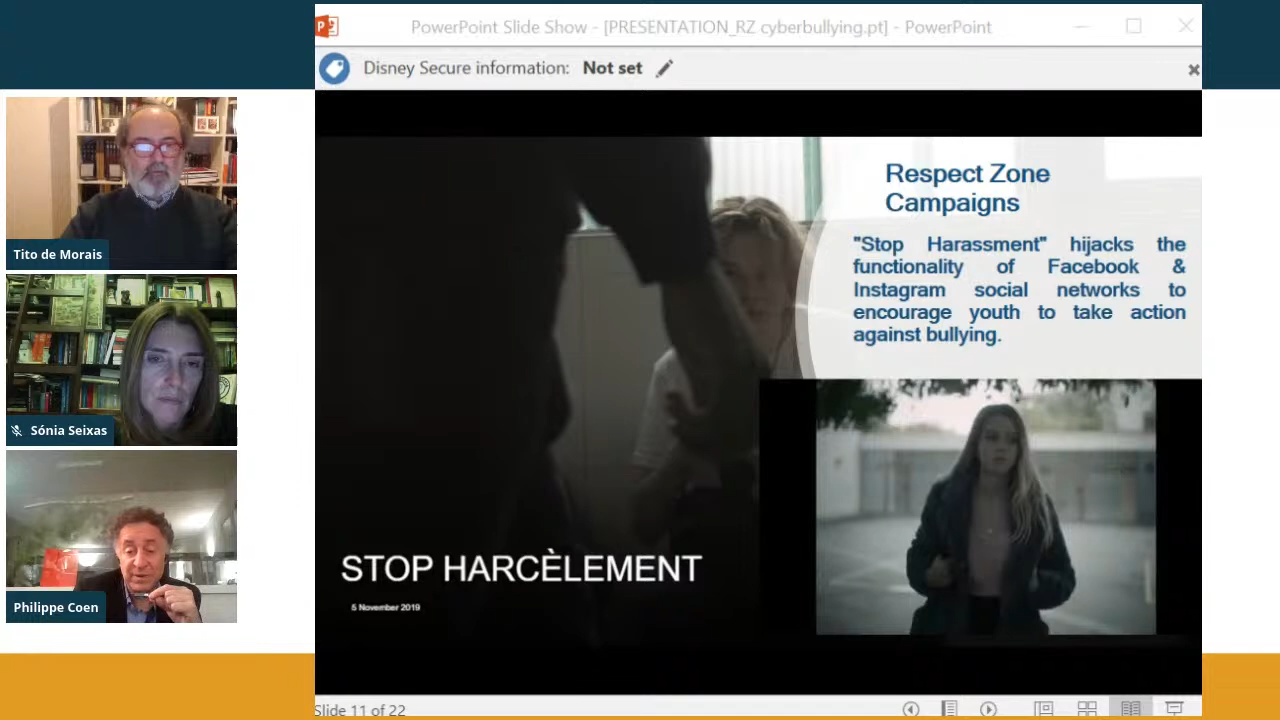 PowerPoint Slide Show - [PRESENTATION_RZ cyberbullying.pt] - PowerPoint
Disney Secure information: Not set
Tito de Morais
Sónia Seixas
Philippe Coen
Respect Zone
Campaigns
"Stop Harassment" hijacks the
functionality of Facebook &
Instagram social networks to
encourage youth to take action
against bullying.
STOP HARCÈLEMENT
5 November 2019
Slide 11 of 22